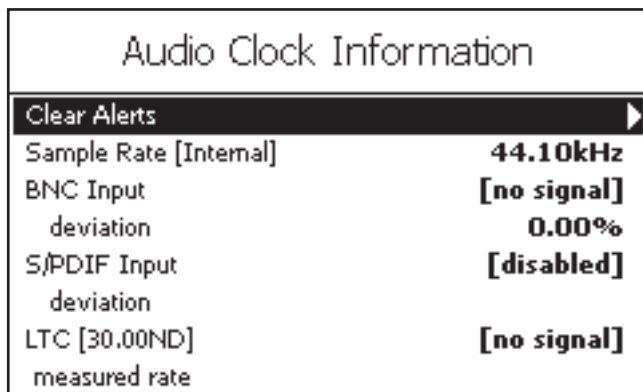 Audio Clock Information
Clear Alerts
Sample Rate [Internal] 44.10kHz
BNC Input [no signal]
deviation 0.00%
S/PDIF Input [disabled]
deviation
LTC [30.00ND] [no signal]
measured rate